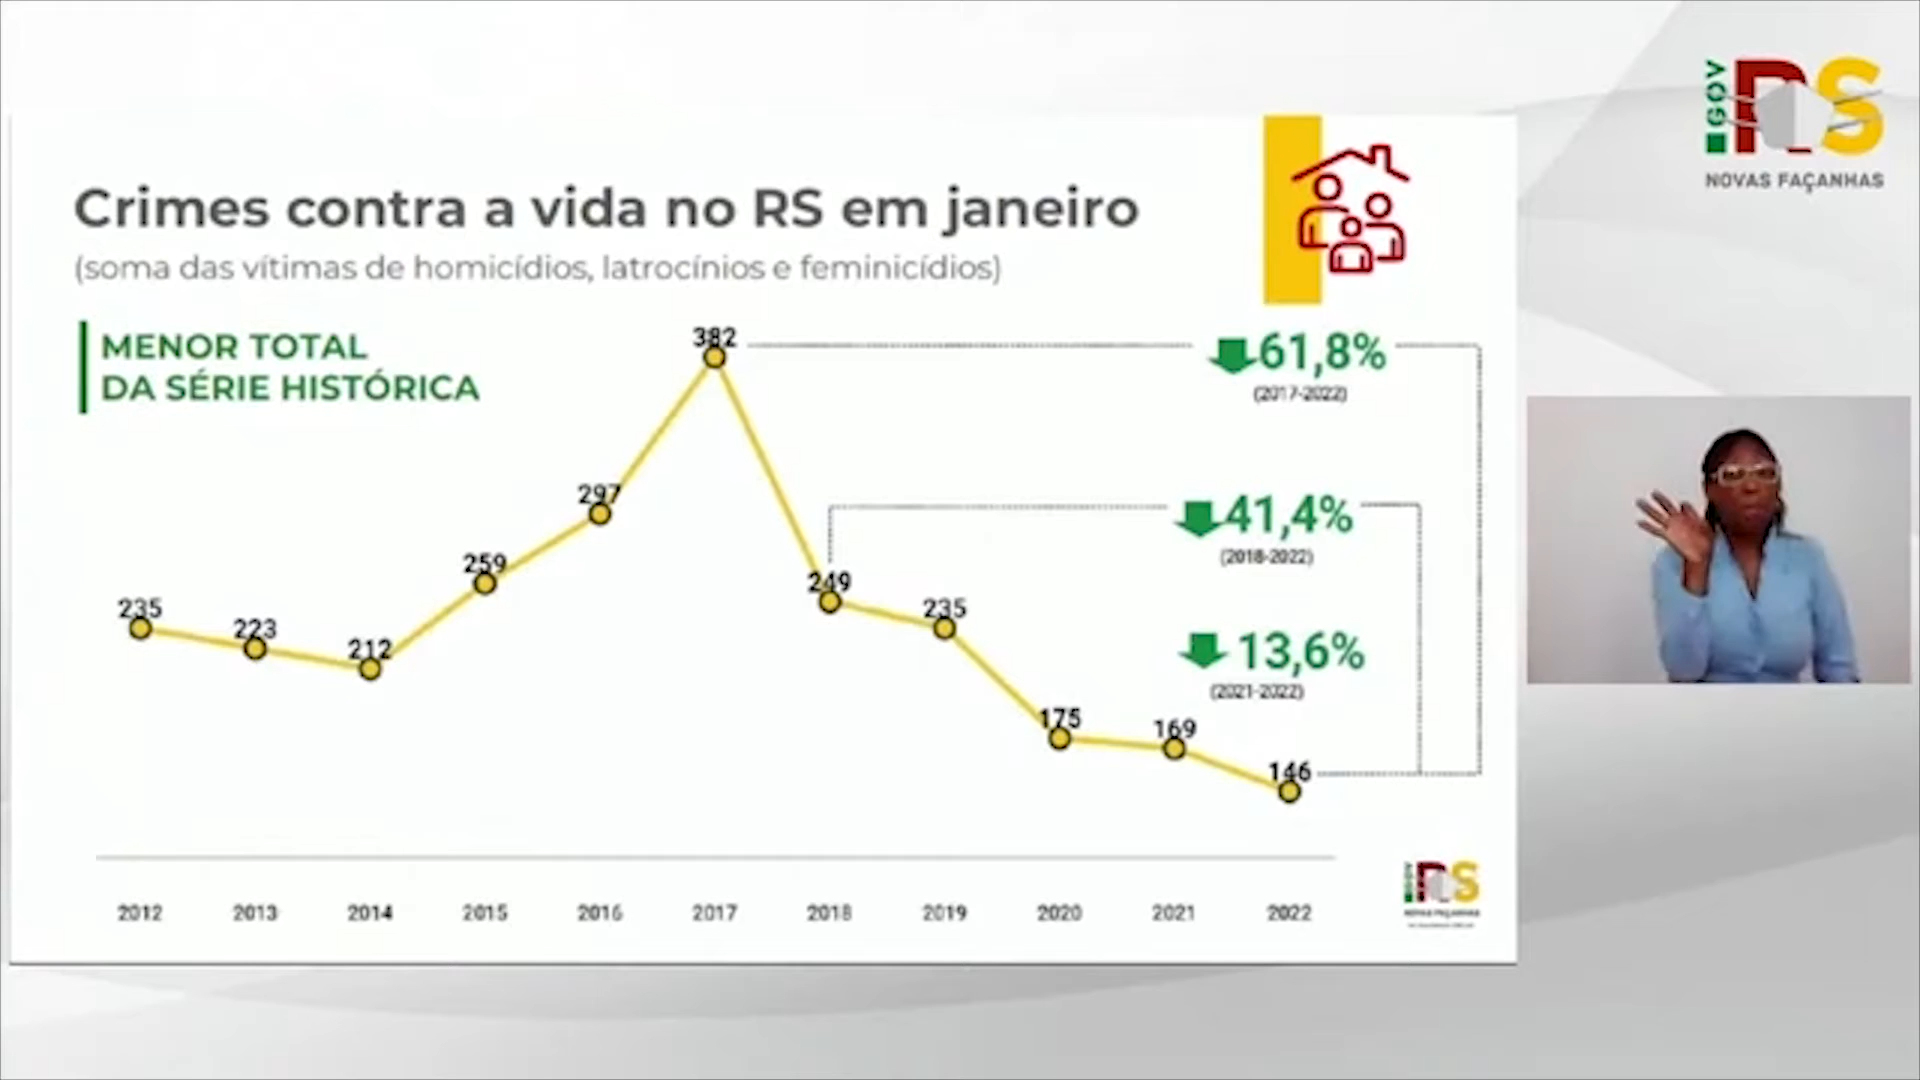 GOV
RS
NOVAS FAÇANHAS
Crimes contra a vida no RS em janeiro
(soma das vítimas de homicídios, latrocínios e feminicídios)
MENOR TOTAL
DA SÉRIE HISTÓRICA
382
61,8%
(2017-2022)
297
41,4%
(2018-2022)
259
249
235
223
212
235
13,6%
(2021-2022)
175
169
146
2012 2013 2014 2015 2016 2017 2018 2019 2020 2021 2022
GOV
RS
NOVAS FAÇANHAS